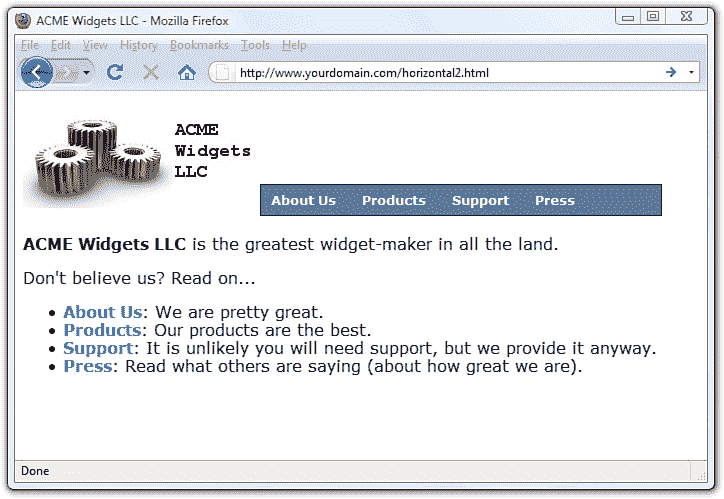 ACME Widgets LLC - Mozilla Firefox
File Edit View History Bookmarks Tools Help
http://www.yourdomain.com/horizontal2.html
ACME
Widgets
LLC
About Us Products Support Press
ACME Widgets LLC is the greatest widget-maker in all the land.
Don't believe us? Read on...
• About Us: We are pretty great.
• Products: Our products are the best.
• Support: It is unlikely you will need support, but we provide it anyway.
• Press: Read what others are saying (about how great we are).
Done